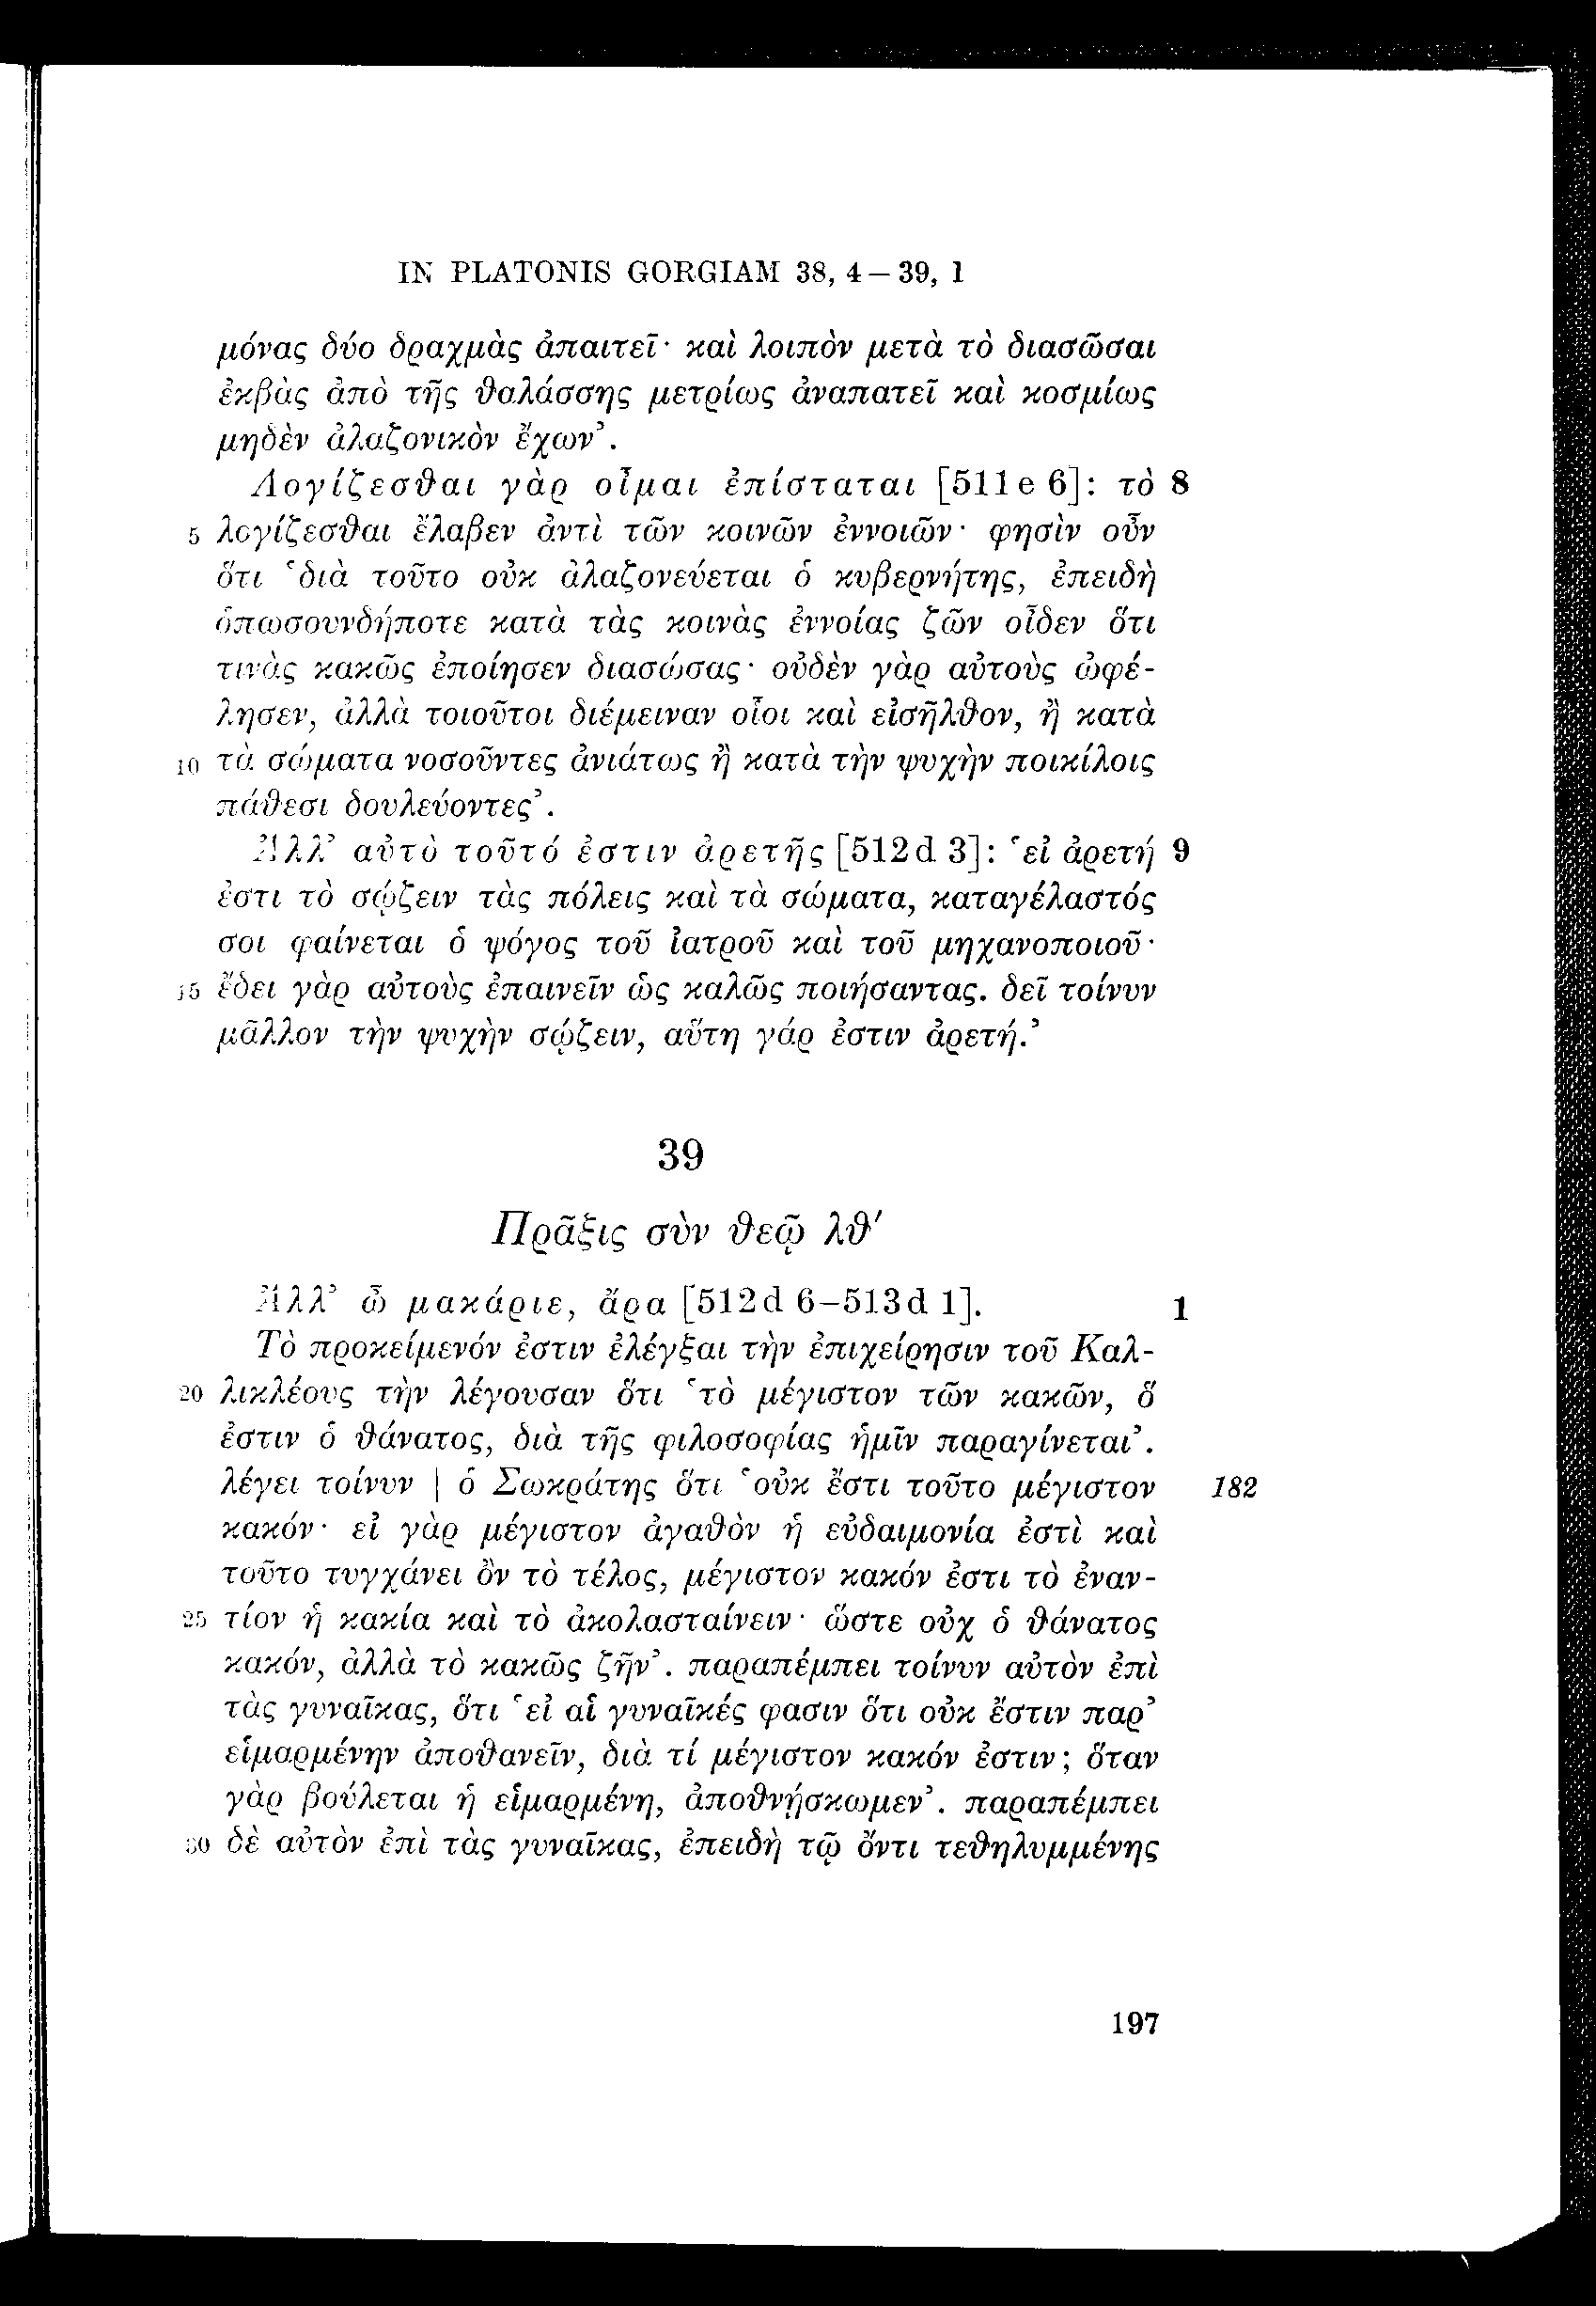 IN PLATONIS GORGIAM 38, 4 – 39, 1
μόνας δύο δραχμὰς ἀπαιτεῖ· καὶ λοιπὸν μετὰ τὸ διασῶσαι
ἐκβὰς ἀπὸ τῆς θαλάσσης μετρίως ἀναπατεῖ καὶ κοσμίως
μηδὲν ἀλαζονικὸν ἔχων’.
Λογίζεσθαι γὰρ οἶμαι ἐπίσταται [511e 6]: τὸ 8
5 λογίζεσθαι ἔλαβεν ἀντὶ τῶν κοινῶν ἐννοιῶν· φησὶν οὖν
ὅτι ‘διὰ τοῦτο οὐκ ἀλαζονεύεται ὁ κυβερνήτης, ἐπειδὴ
ὁπωσουνδήποτε κατὰ τὰς κοινὰς ἐννοίας ζῶν οἶδεν ὅτι
τινὰς κακῶς ἐποίησεν διασώσας· οὐδὲν γὰρ αὐτοὺς ὠφέ-
λησεν, ἀλλὰ τοιοῦτοι διέμειναν οἷοι καὶ εἰσῆλθον, ἢ κατὰ
10 τὰ σώματα νοσοῦντες ἀνιάτως ἢ κατὰ τὴν ψυχὴν ποικίλοις
πάθεσι δουλεύοντες’.
Ἀλλ’ αὐτὸ τοῦτό ἐστιν ἀρετῆς [512d 3]: ‘εἰ ἀρετή 9
ἐστι τὸ σῴζειν τὰς πόλεις καὶ τὰ σώματα, καταγέλαστός
σοι φαίνεται ὁ ψόγος τοῦ ἰατροῦ καὶ τοῦ μηχανοποιοῦ·
15 ἔδει γὰρ αὐτοὺς ἐπαινεῖν ὡς καλῶς ποιήσαντας. δεῖ τοίνυν
μᾶλλον τὴν ψυχὴν σῴζειν, αὕτη γάρ ἐστιν ἀρετή.’
39
Πρᾶξις σὺν θεῷ λθ′
Ἀλλ’ ὦ μακάριε, ἄρα [512d 6–513d 1]. 1
Τὸ προκείμενόν ἐστιν ἐλέγξαι τὴν ἐπιχείρησιν τοῦ Καλ-
20 λικλέους τὴν λέγουσαν ὅτι ‘τὸ μέγιστον τῶν κακῶν, ὅ
ἐστιν ὁ θάνατος, διὰ τῆς φιλοσοφίας ἡμῖν παραγίνεται’.
λέγει τοίνυν | ὁ Σωκράτης ὅτι ‘οὐκ ἔστι τοῦτο μέγιστον 182
κακόν· εἰ γὰρ μέγιστον ἀγαθὸν ἡ εὐδαιμονία ἐστὶ καὶ
τοῦτο τυγχάνει ὂν τὸ τέλος, μέγιστον κακόν ἐστι τὸ ἐναν-
25 τίον ἡ κακία καὶ τὸ ἀκολασταίνειν· ὥστε οὐχ ὁ θάνατος
κακόν, ἀλλὰ τὸ κακῶς ζῆν’. παραπέμπει τοίνυν αὐτὸν ἐπὶ
τὰς γυναῖκας, ὅτι ‘εἰ αἱ γυναῖκές φασιν ὅτι οὐκ ἔστιν παρ’
εἱμαρμένην ἀποθανεῖν, διὰ τί μέγιστον κακόν ἐστιν; ὅταν
γὰρ βούλεται ἡ εἱμαρμένη, ἀποθνῄσκωμεν’. παραπέμπει
30 δὲ αὐτὸν ἐπὶ τὰς γυναῖκας, ἐπειδὴ τῷ ὄντι τεθηλυμμένης
197